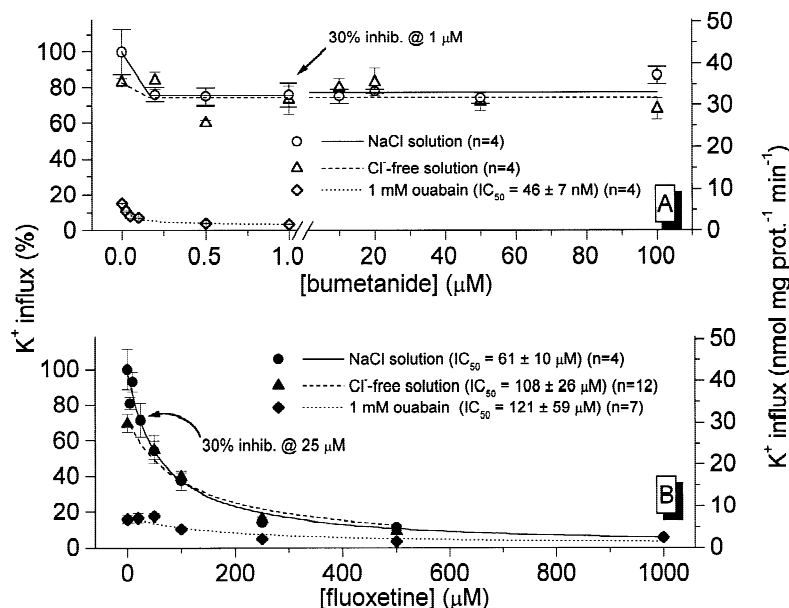 30% inhib. @ 1 μM
NaCl solution (n=4)
Cl⁻-free solution (n=4)
1 mM ouabain (IC₅₀ = 46 ± 7 nM) (n=4)
A
100
80
60
40
20
0
50
40
30
20
10
0
0.0 0.5 1.0 20 40 60 80 100
[bumetanide] (μM)
K⁺ influx (%)
K⁺ influx (nmol mg prot.⁻¹ min⁻¹)
NaCl solution (IC₅₀ = 61 ± 10 μM) (n=4)
Cl⁻-free solution (IC₅₀ = 108 ± 26 μM) (n=12)
1 mM ouabain (IC₅₀ = 121 ± 59 μM) (n=7)
30% inhib. @ 25 μM
B
100
80
60
40
20
0
50
40
30
20
10
0
0 200 400 600 800 1000
[fluoxetine] (μM)